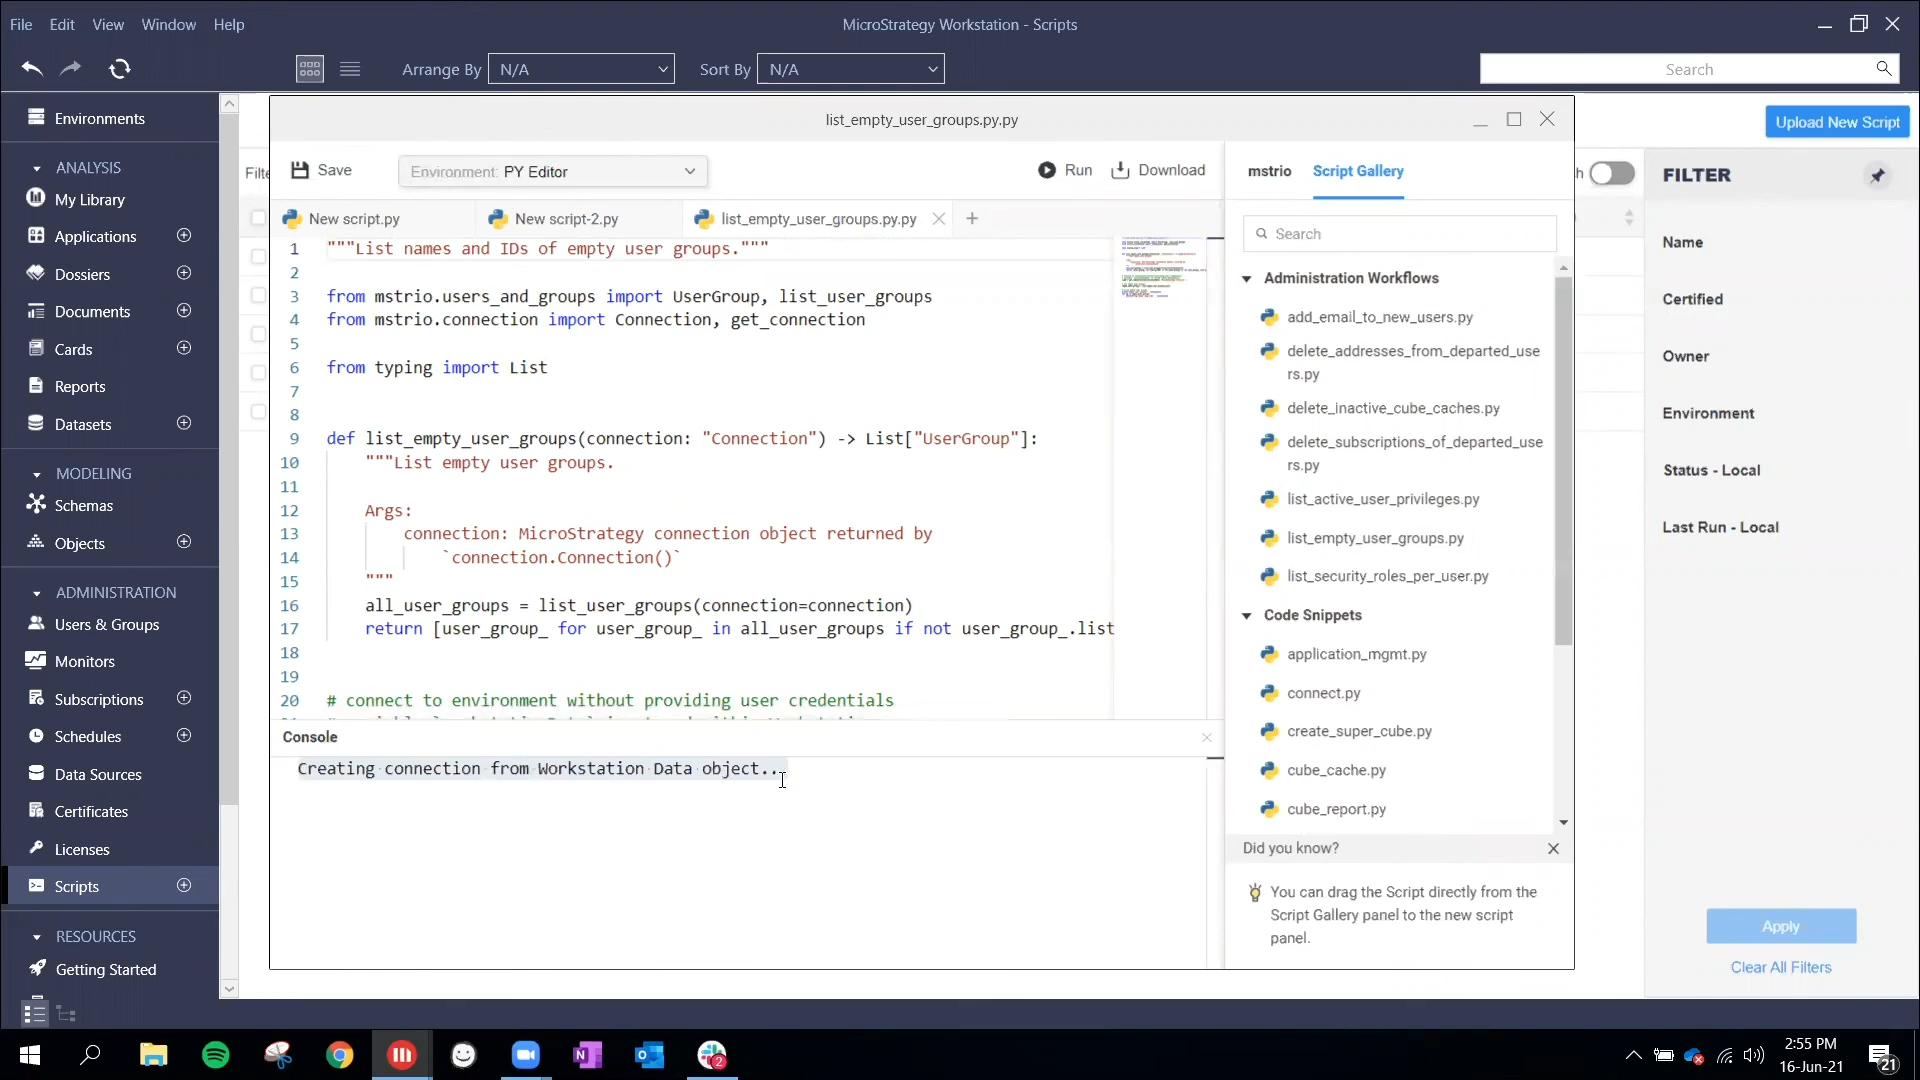 File Edit View Window Help
MicroStrategy Workstation - Scripts
Arrange By N/A Sort By N/A
Search
Environments
ANALYSIS
My Library
Applications
Dossiers
Documents
Cards
Reports
Datasets
MODELING
Schemas
Objects
ADMINISTRATION
Users & Groups
Monitors
Subscriptions
Schedules
Data Sources
Certificates
Licenses
Scripts
RESOURCES
Getting Started
list_empty_user_groups.py.py
Save
Environment: PY Editor
Run
Download
New script.py
New script-2.py
list_empty_user_groups.py.py
1 """List names and IDs of empty user groups."""
2
3 from mstrio.users_and_groups import UserGroup, list_user_groups
4 from mstrio.connection import Connection, get_connection
5
6 from typing import List
7
8
9 def list_empty_user_groups(connection: "Connection") -> List["UserGroup"]:
10 """List empty user groups.
11
12 Args:
13 connection: MicroStrategy connection object returned by
14 `connection.Connection()`
15 """
16 all_user_groups = list_user_groups(connection=connection)
17 return [user_group_ for user_group_ in all_user_groups if not user_group_.list
18
19
20 # connect to environment without providing user credentials
Console
Creating connection from Workstation Data object...
mstrio
Script Gallery
Search
Administration Workflows
add_email_to_new_users.py
delete_addresses_from_departed_use
rs.py
delete_inactive_cube_caches.py
delete_subscriptions_of_departed_use
rs.py
list_active_user_privileges.py
list_empty_user_groups.py
list_security_roles_per_user.py
Code Snippets
application_mgmt.py
connect.py
create_super_cube.py
cube_cache.py
cube_report.py
Did you know?
You can drag the Script directly from the
Script Gallery panel to the new script
panel.
Upload New Script
FILTER
Name
Certified
Owner
Environment
Status - Local
Last Run - Local
Apply
Clear All Filters
2:55 PM
16-Jun-21
2
21